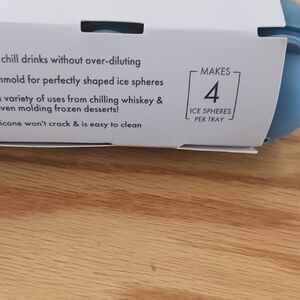 chill drinks without over-diluting
nmold for perfectly shaped ice spheres
variety of uses from chilling whiskey &
ven molding frozen desserts!
icone won't crack & is easy to clean
MAKES
4
ICE SPHERES
PER TRAY